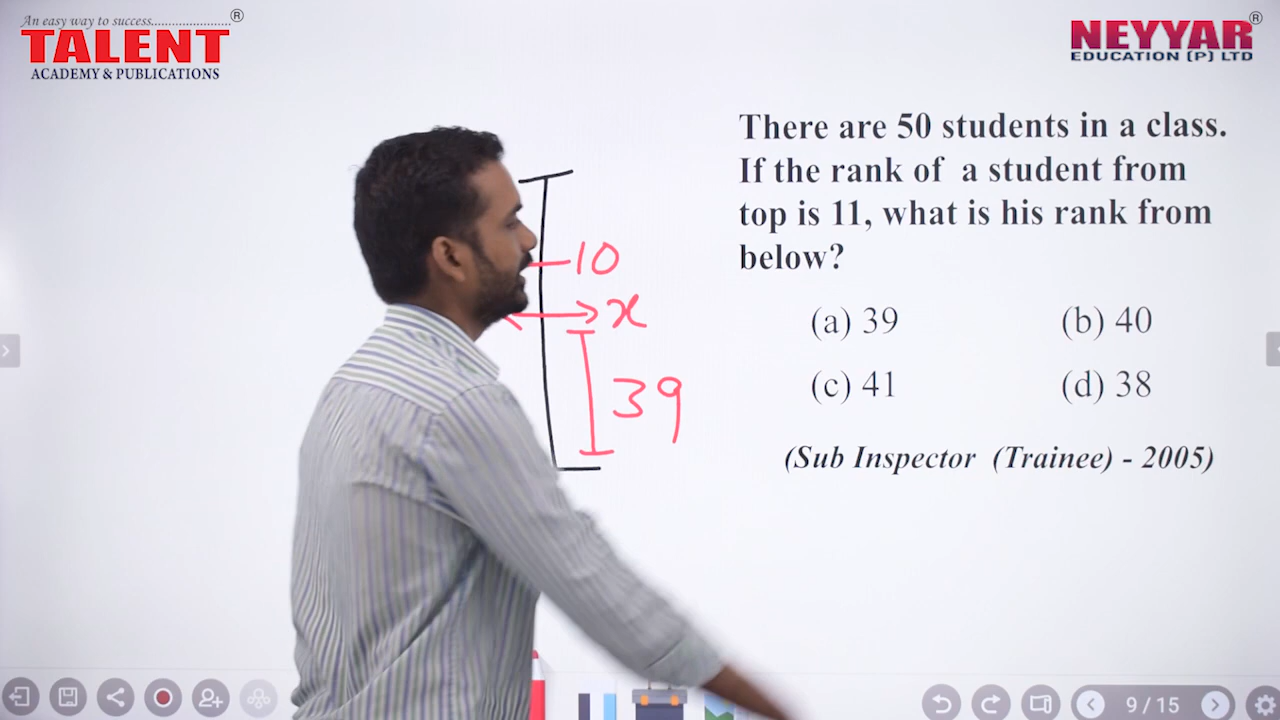 An easy way to success........................®
TALENT
ACADEMY & PUBLICATIONS
NEYYAR®
EDUCATION (P) LTD
There are 50 students in a class.
If the rank of a student from
top is 11, what is his rank from
below?
(a) 39 (b) 40
(c) 41 (d) 38
(Sub Inspector (Trainee) - 2005)
10
x
39
9 / 15